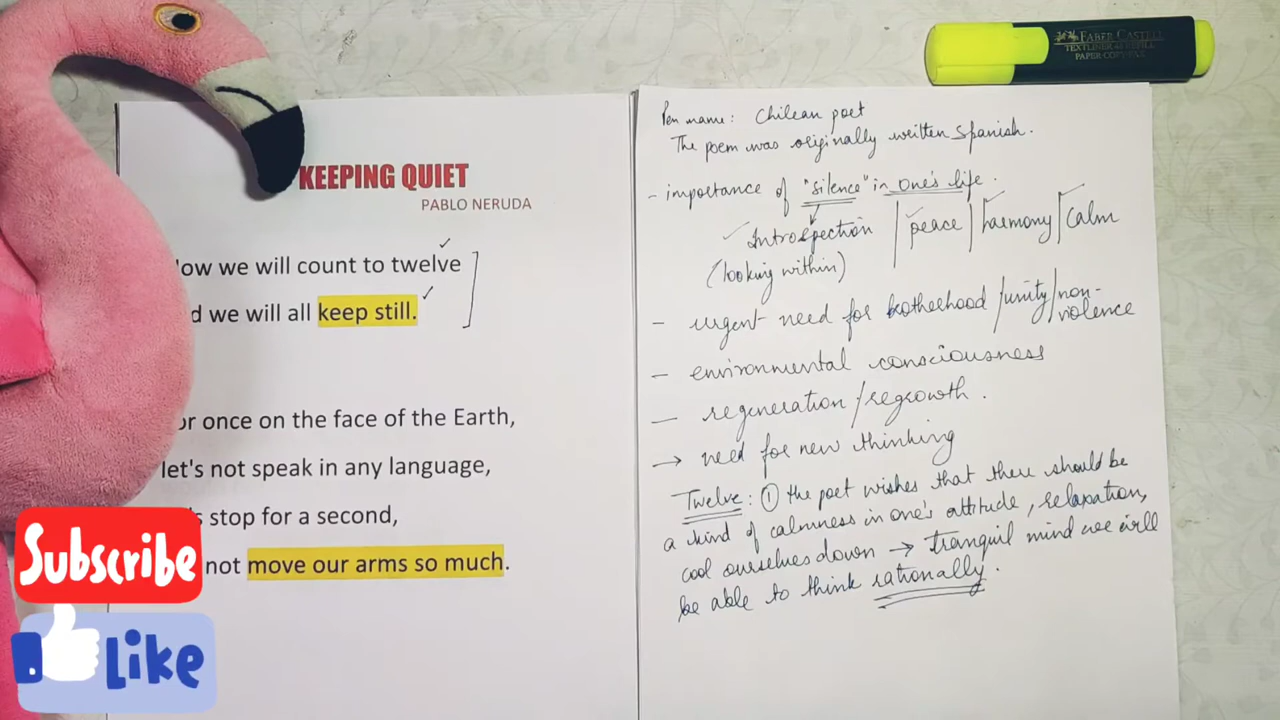 FABER CASTELL
TEXTLINER 48 REFILL
KEEPING QUIET
PABLO NERUDA
ow we will count to twelve
d we will all keep still.
or once on the face of the Earth,
let's not speak in any language,
s stop for a second,
not move our arms so much.
Subscribe
Like
Pen name: Chilean poet
The poem was originally written Spanish.
- importance of "silence" in one's life.
Introspection | peace | harmony | calm
(looking within)
- urgent need for brotherhood / unity / non-violence
- environmental consciousness
- regeneration / regrowth.
→ need for new thinking
Twelve: ① the poet wishes that there should be
a kind of calmness in one's attitude, relaxation,
cool ourselves down → tranquil mind we will
be able to think rationally.